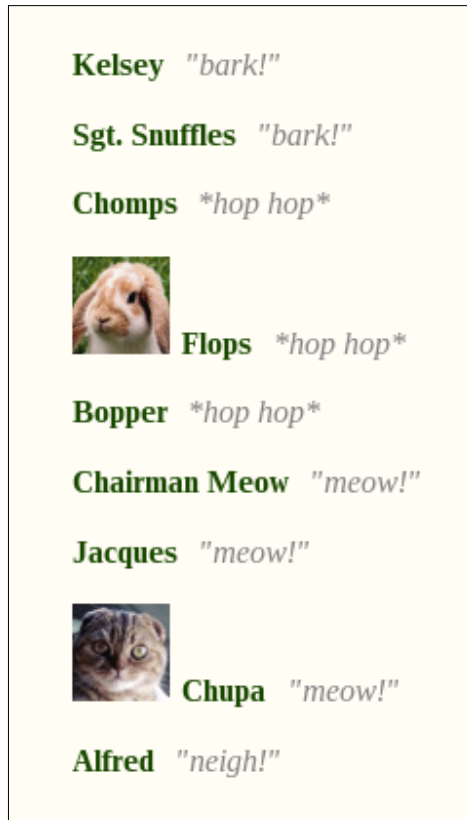 Kelsey "bark!"
Sgt. Snuffles "bark!"
Chomps *hop hop*
Flops *hop hop*
Bopper *hop hop*
Chairman Meow "meow!"
Jacques "meow!"
Chupa "meow!"
Alfred "neigh!"